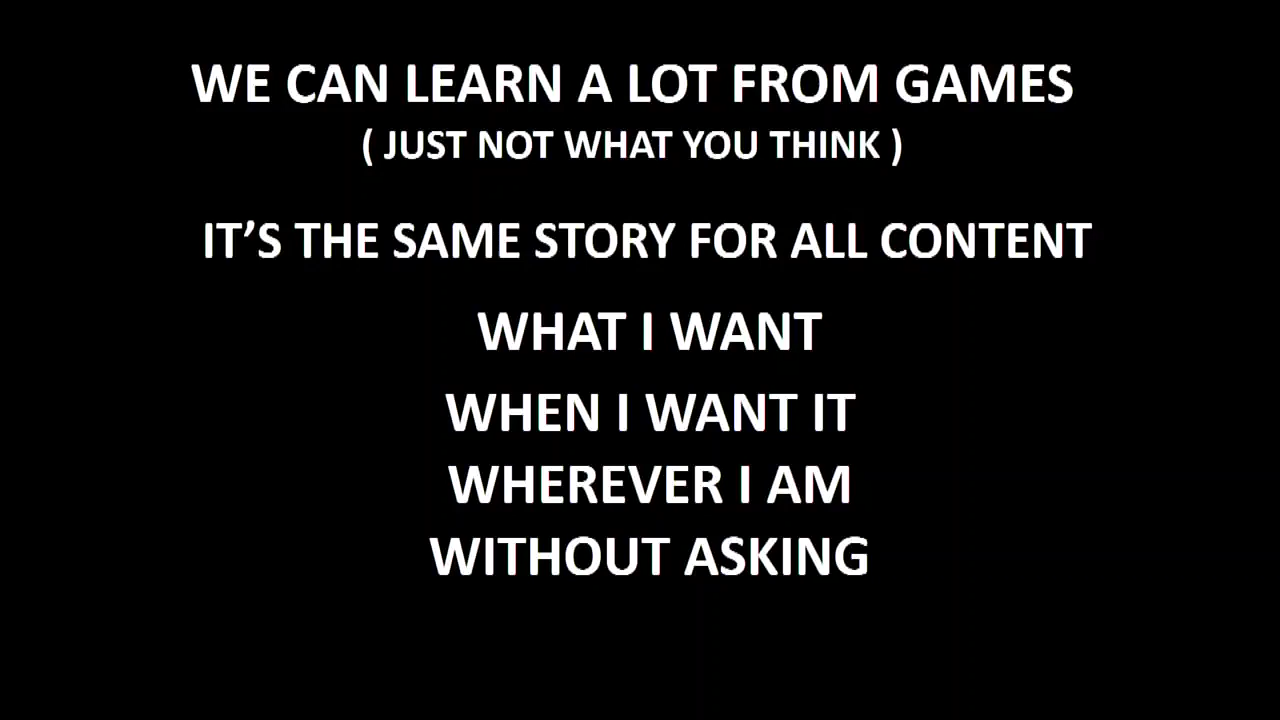 WE CAN LEARN A LOT FROM GAMES
( JUST NOT WHAT YOU THINK )
IT’S THE SAME STORY FOR ALL CONTENT
WHAT I WANT
WHEN I WANT IT
WHEREVER I AM
WITHOUT ASKING